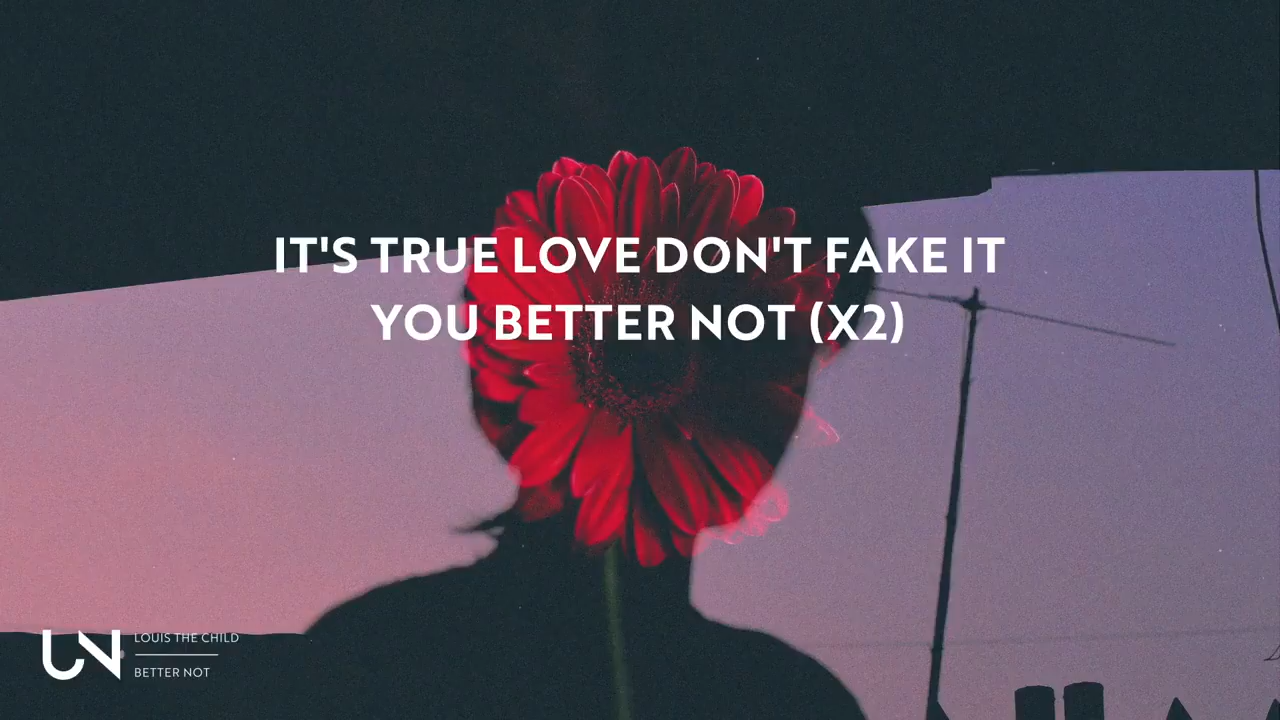 IT'S TRUE LOVE DON'T FAKE IT
YOU BETTER NOT (X2)
LOUIS THE CHILD
BETTER NOT